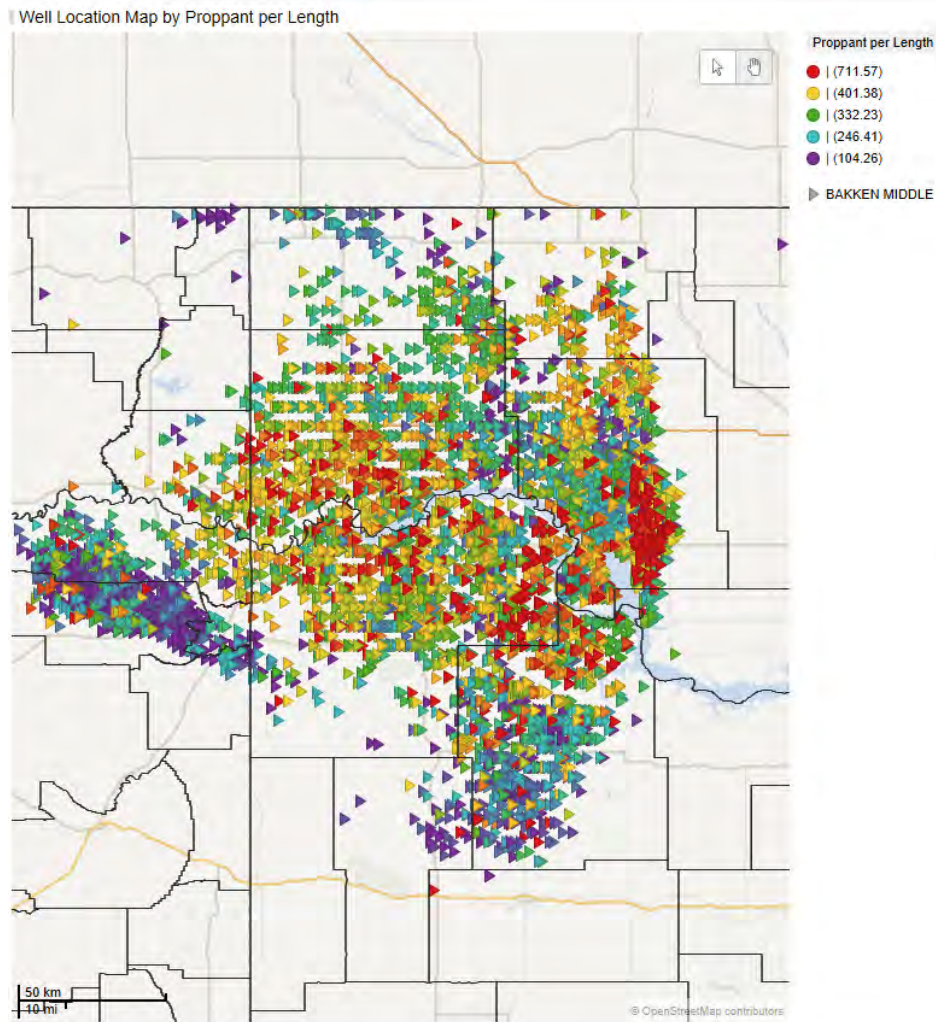 Well Location Map by Proppant per Length
Proppant per Length
| (711.57)
| (401.38)
| (332.23)
| (246.41)
| (104.26)
BAKKEN MIDDLE
50 km
10 mi
© OpenStreetMap contributors